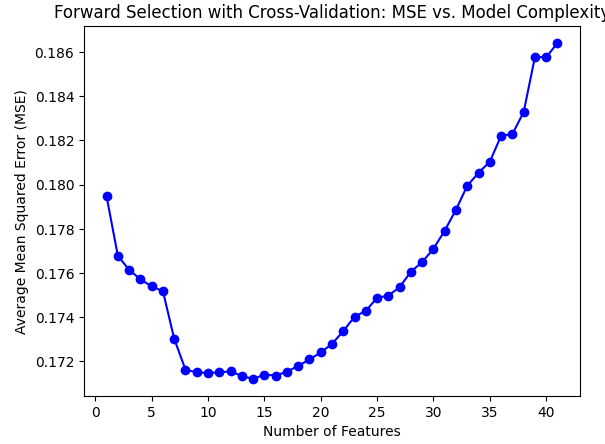 Forward Selection with Cross-Validation: MSE vs. Model Complexity
0.186
0.184
0.182
0.180
0.178
0.176
0.174
0.172
Average Mean Squared Error (MSE)
0 5 10 15 20 25 30 35 40
Number of Features